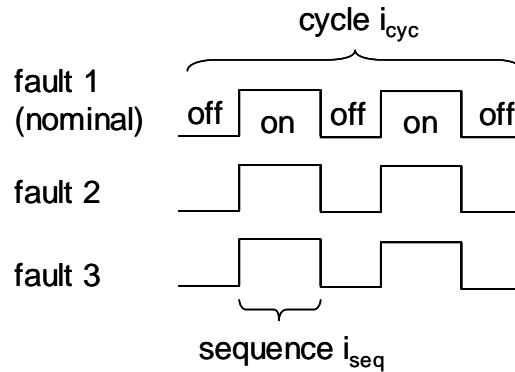 cycle i_cyc
fault 1
(nominal)
off on off on off
fault 2
fault 3
sequence i_seq